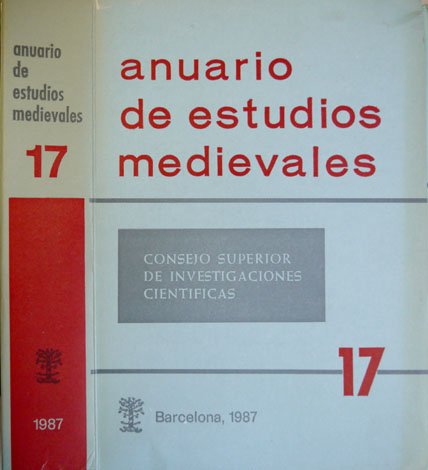 anuario
de
estudios
medievales
17
1987
anuario
de estudios
medievales
CONSEJO SUPERIOR
DE INVESTIGACIONES
CIENTIFICAS
17
Barcelona, 1987